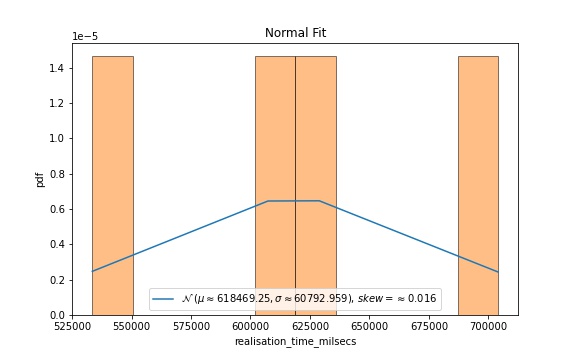 Normal Fit
1e−5
1.4
1.2
1.0
0.8
0.6
0.4
0.2
0.0
pdf
𝒩(μ ≈ 618469.25, σ ≈ 60792.959), skew = ≈ 0.016
525000 550000 575000 600000 625000 650000 675000 700000
realisation_time_milsecs